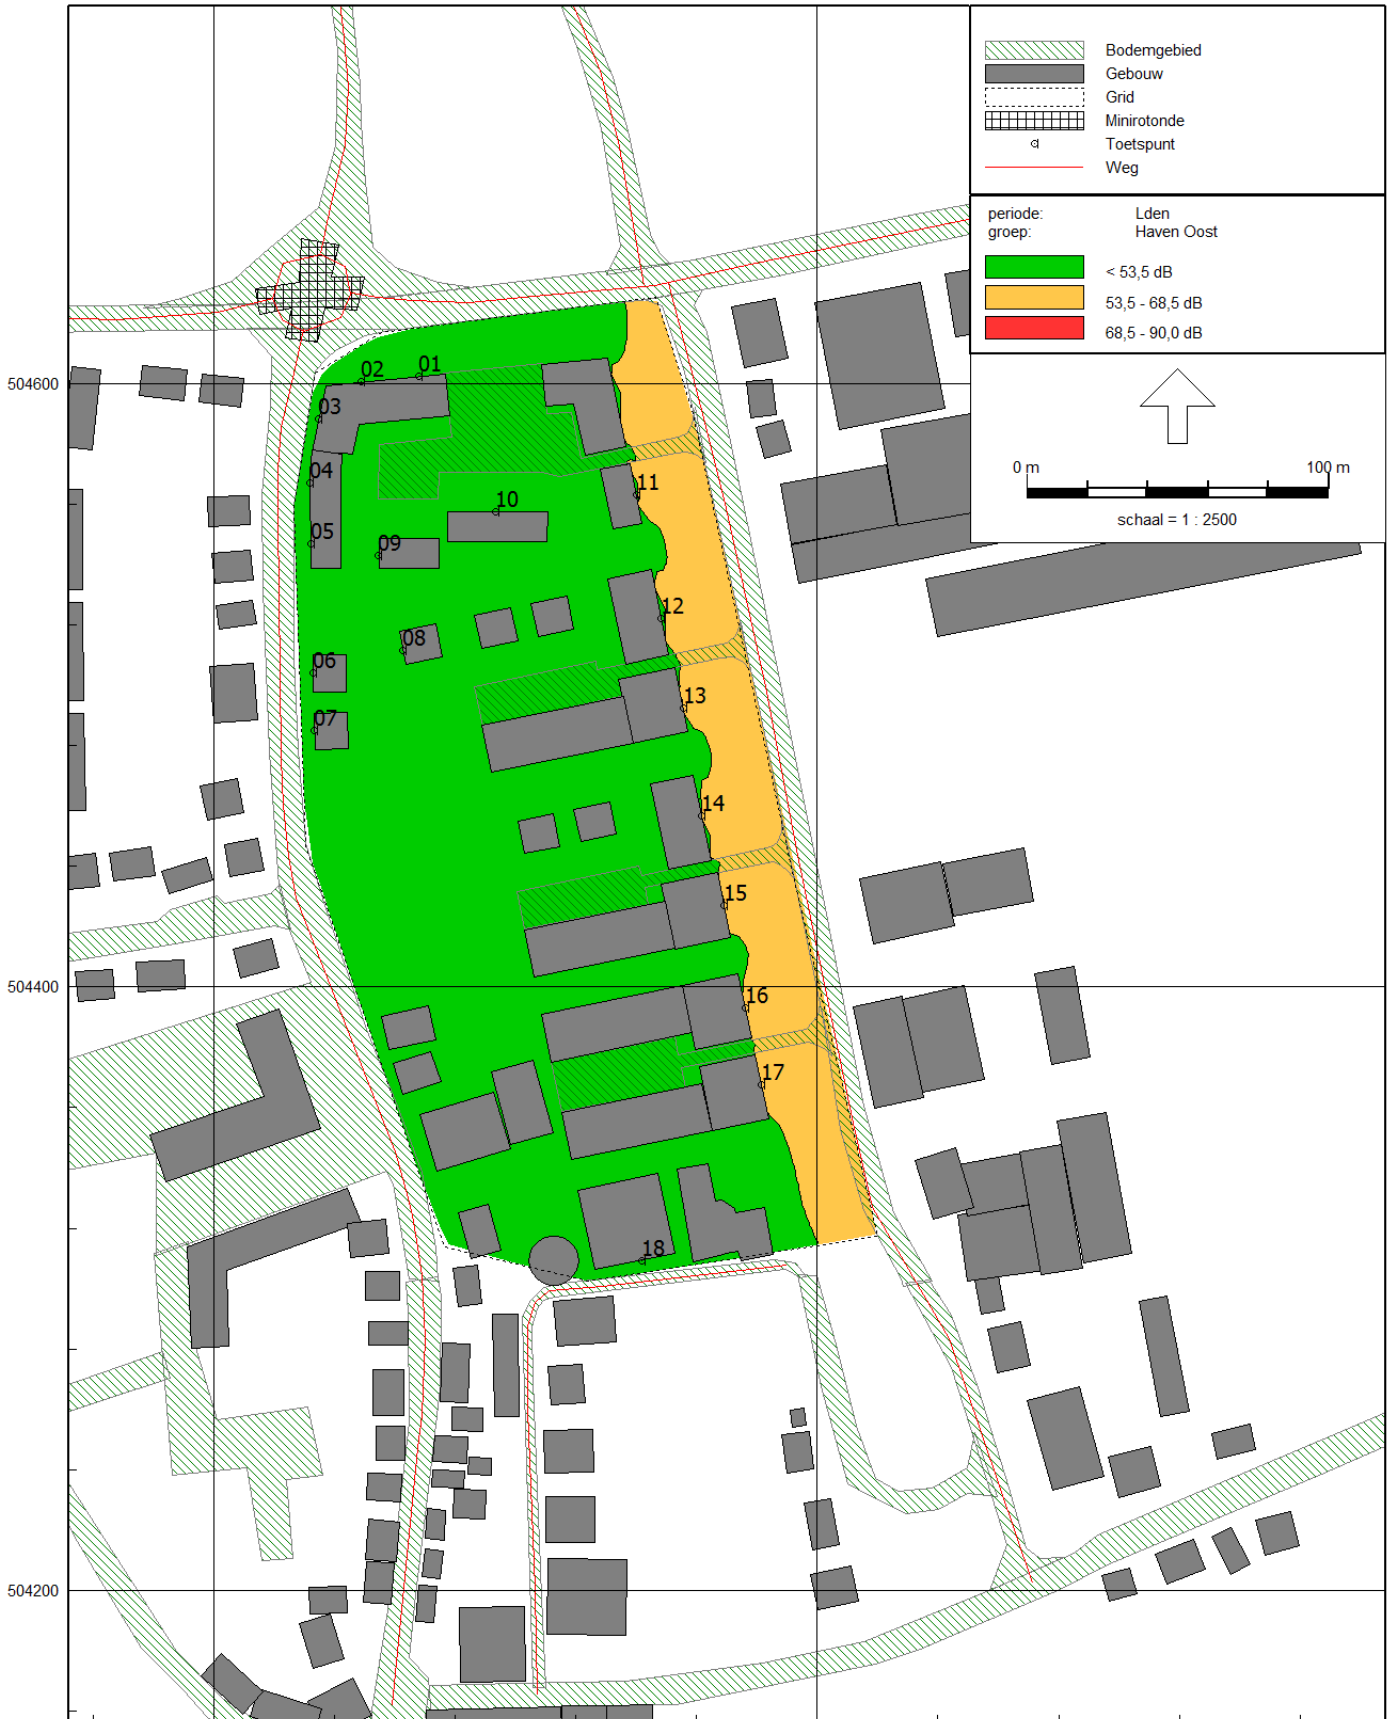 Bodemgebied
Gebouw
Grid
Minirotonde
Toetspunt
Weg
periode: Lden
groep: Haven Oost
< 53,5 dB
53,5 - 68,5 dB
68,5 - 90,0 dB
0 m 100 m
schaal = 1 : 2500
504600
504400
504200
01
02
03
04
05
06
07
08
09
10
11
12
13
14
15
16
17
18